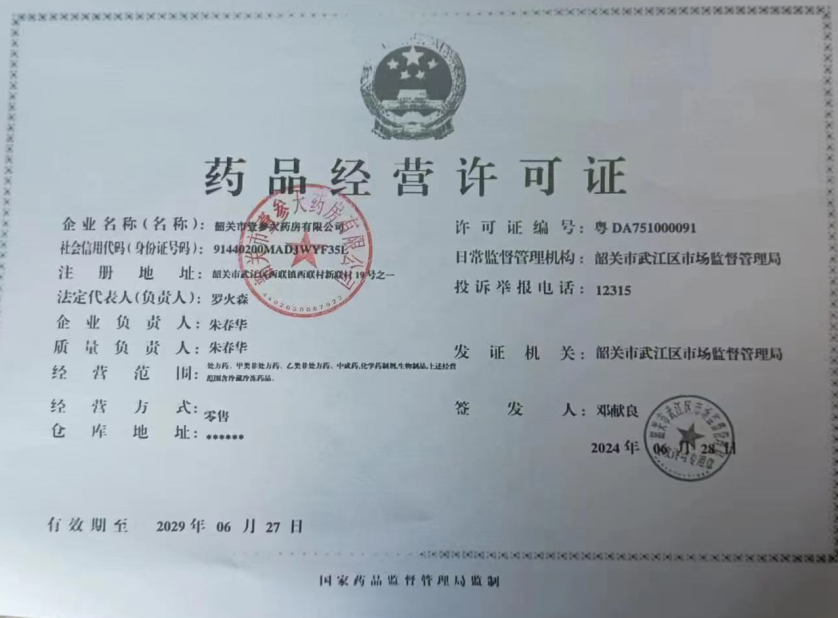 药品经营许可证
企业名称(名称): 韶关市壹参大药房有限公司
社会信用代码(身份证号码): 91440200MADJWYF35L
注册地址: 韶关市武江区西联镇西联村新联村19号之一
法定代表人(负责人): 罗火森
企业负责人: 朱春华
质量负责人: 朱春华
经营范围: 处方药、甲类非处方药、乙类非处方药、中成药,化学药制剂,生物制品,上述经营
范围含冷藏冷冻药品.
经营方式: 零售
仓库地址: ******
许可证编号: 粤DA751000091
日常监督管理机构: 韶关市武江区市场监督管理局
投诉举报电话: 12315
发证机关: 韶关市武江区市场监督管理局
签发人: 邓献良
2024 年 06 月 28 日
有效期至 2029 年 06 月 27 日
国家药品监督管理局监制
韶关市壹参大药房有限公司